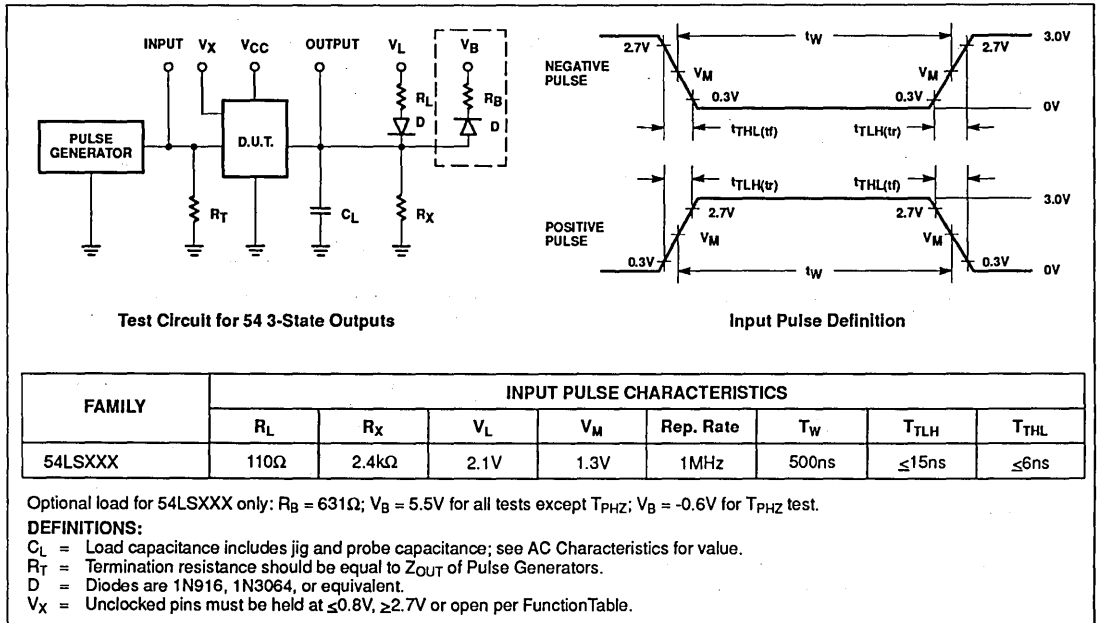 INPUT VX VCC OUTPUT VL VB
RL
D
RB
D
PULSE
GENERATOR
D.U.T.
RT
CL
RX
Test Circuit for 54 3-State Outputs
NEGATIVE
PULSE
2.7V
tW
2.7V
3.0V
VM
VM
0.3V
0.3V
0V
tTHL(tf)
tTLH(tr)
tTLH(tr)
tTHL(tf)
3.0V
POSITIVE
PULSE
2.7V
2.7V
VM
VM
0.3V
tW
0.3V
0V
Input Pulse Definition
FAMILY
INPUT PULSE CHARACTERISTICS
RL RX VL VM Rep. Rate TW TTLH TTHL
54LSXXX 110Ω 2.4kΩ 2.1V 1.3V 1MHz 500ns ≤15ns ≤6ns
Optional load for 54LSXXX only: RB = 631Ω; VB = 5.5V for all tests except TPHZ; VB = -0.6V for TPHZ test.
DEFINITIONS:
CL = Load capacitance includes jig and probe capacitance; see AC Characteristics for value.
RT = Termination resistance should be equal to ZOUT of Pulse Generators.
D = Diodes are 1N916, 1N3064, or equivalent.
VX = Unclocked pins must be held at ≤0.8V, ≥2.7V or open per FunctionTable.